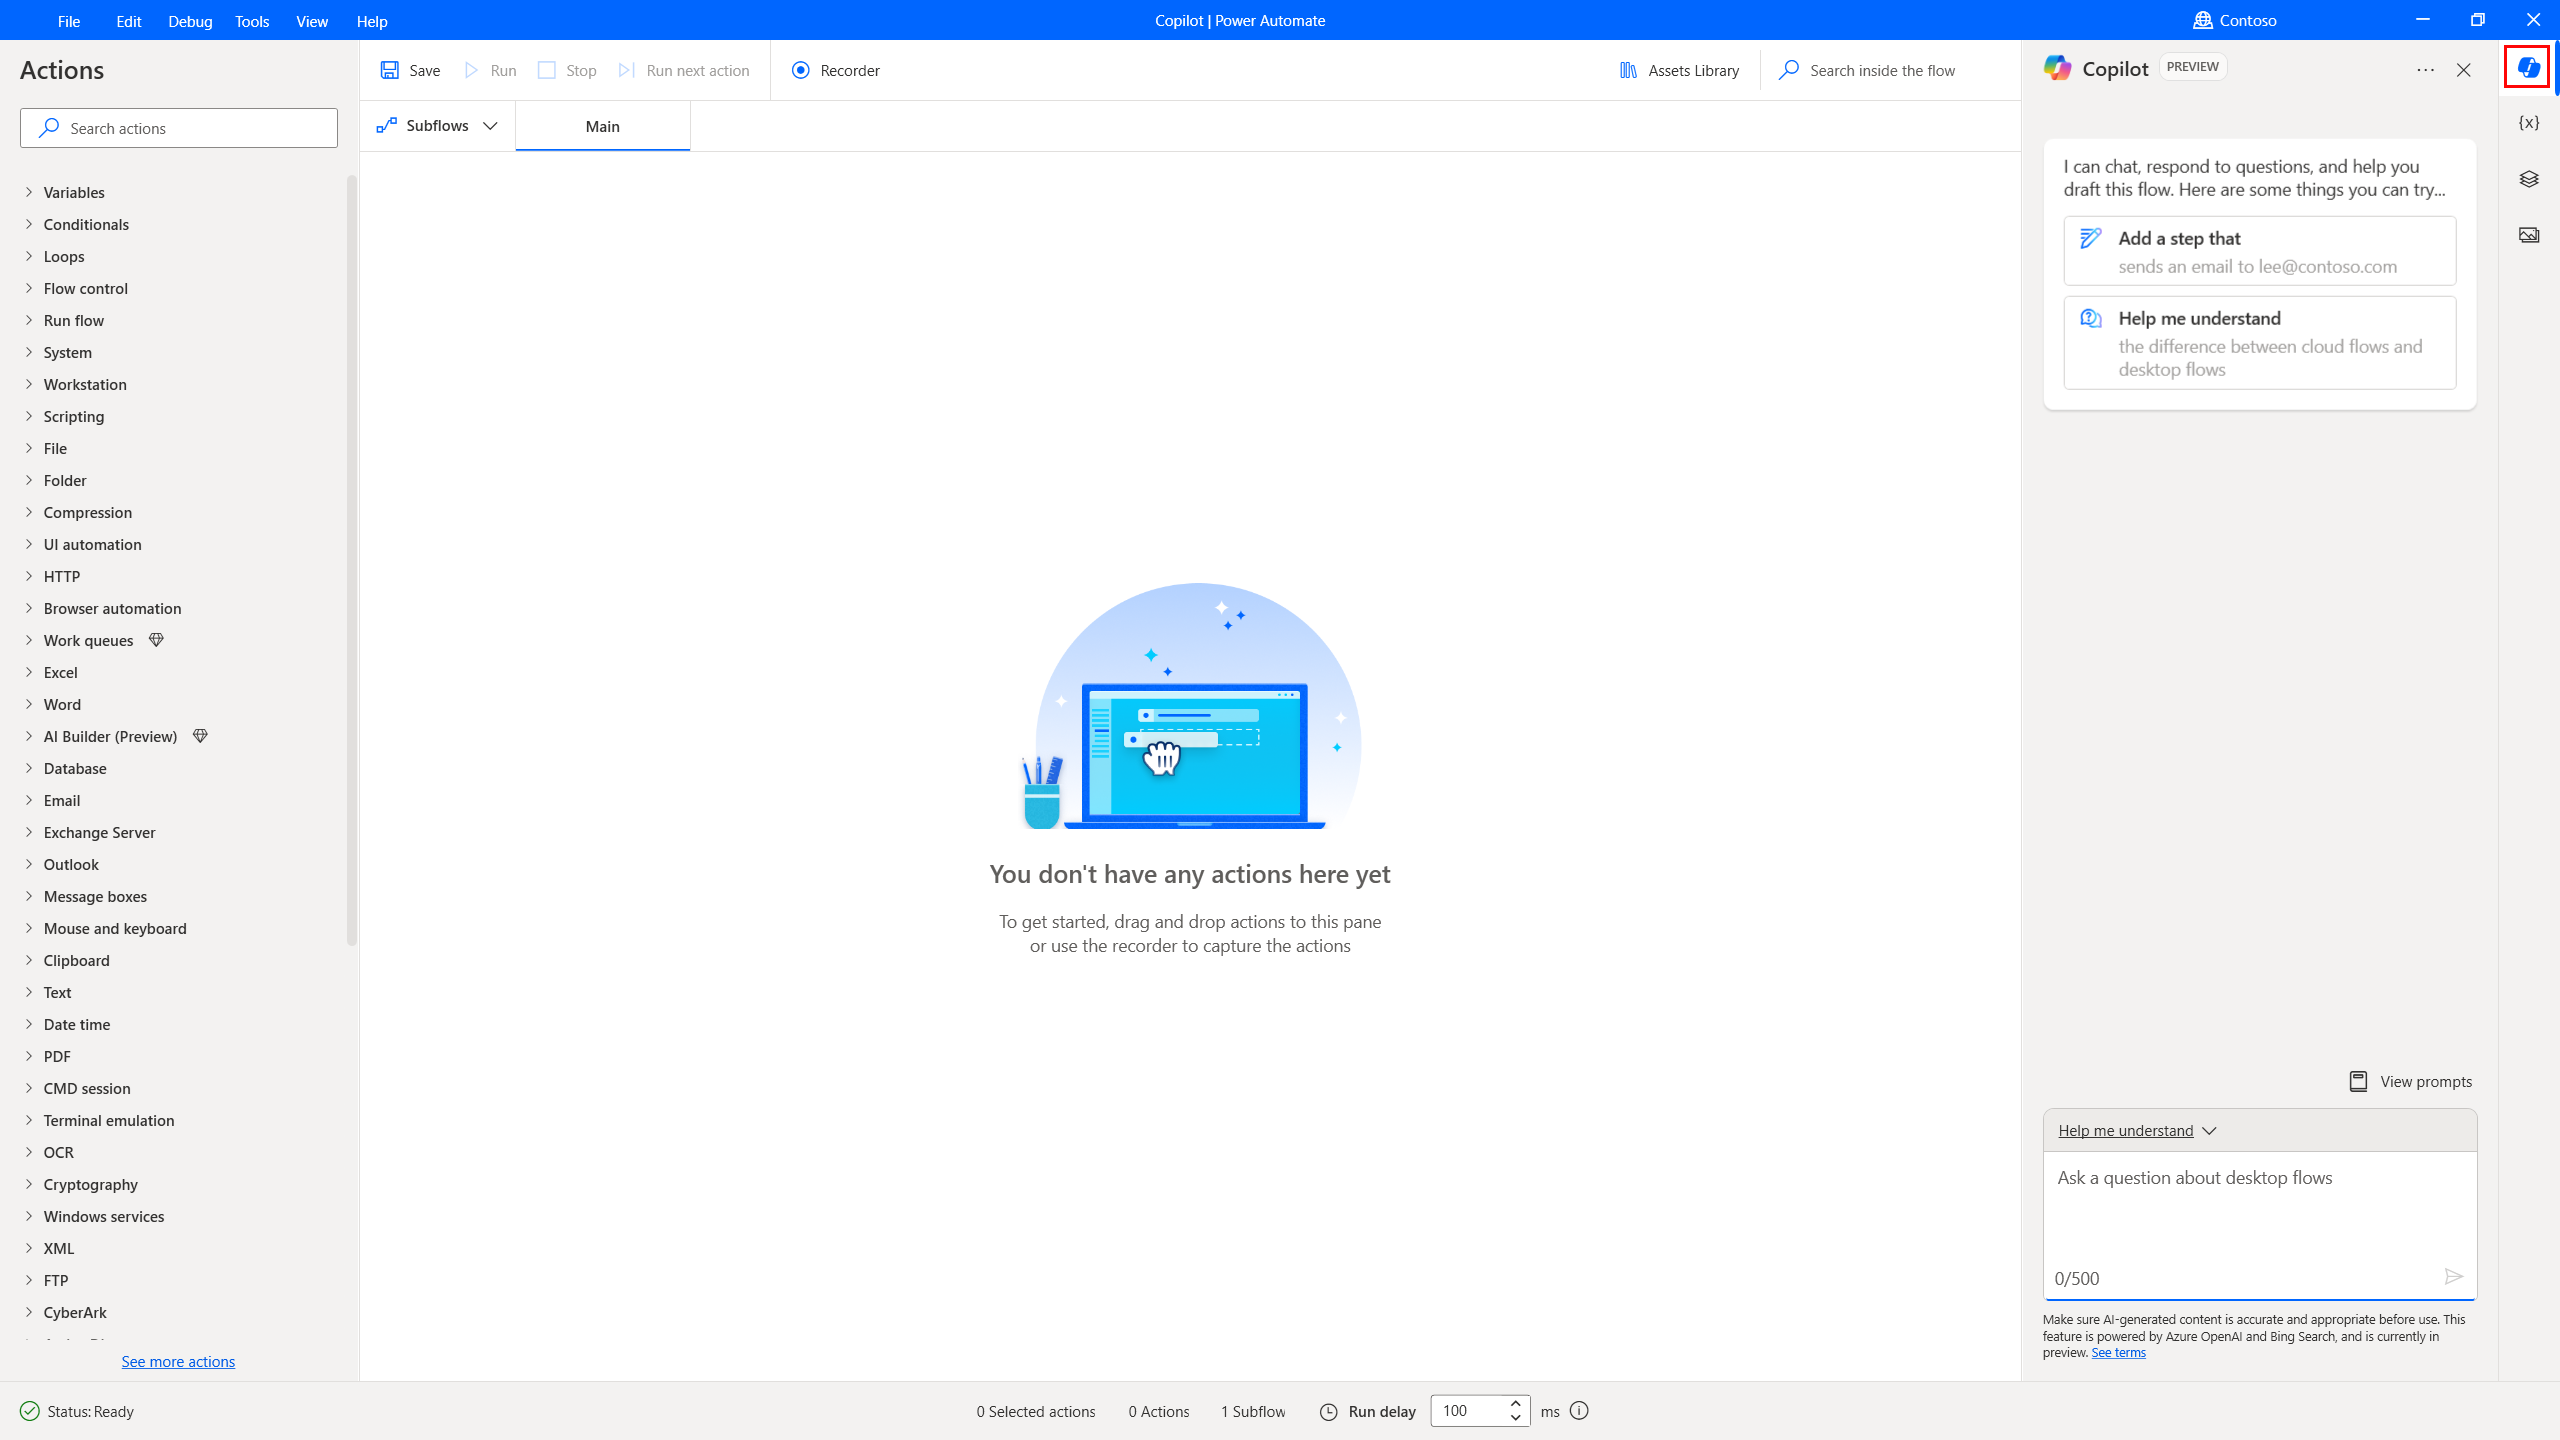 File Edit Debug Tools View Help
Copilot | Power Automate
Contoso
Actions
Search actions
Variables
Conditionals
Loops
Flow control
Run flow
System
Workstation
Scripting
File
Folder
Compression
UI automation
HTTP
Browser automation
Work queues
Excel
Word
AI Builder (Preview)
Database
Email
Exchange Server
Outlook
Message boxes
Mouse and keyboard
Clipboard
Text
Date time
PDF
CMD session
Terminal emulation
OCR
Cryptography
Windows services
XML
FTP
CyberArk
See more actions
Save Run Stop Run next action Recorder
Assets Library Search inside the flow
Subflows Main
You don't have any actions here yet
To get started, drag and drop actions to this pane
or use the recorder to capture the actions
Copilot PREVIEW
{x}
I can chat, respond to questions, and help you
draft this flow. Here are some things you can try...
Add a step that
sends an email to lee@contoso.com
Help me understand
the difference between cloud flows and
desktop flows
View prompts
Help me understand
Ask a question about desktop flows
0/500
Make sure AI-generated content is accurate and appropriate before use. This
feature is powered by Azure OpenAI and Bing Search, and is currently in
preview. See terms
Status: Ready
0 Selected actions 0 Actions 1 Subflow Run delay 100 ms